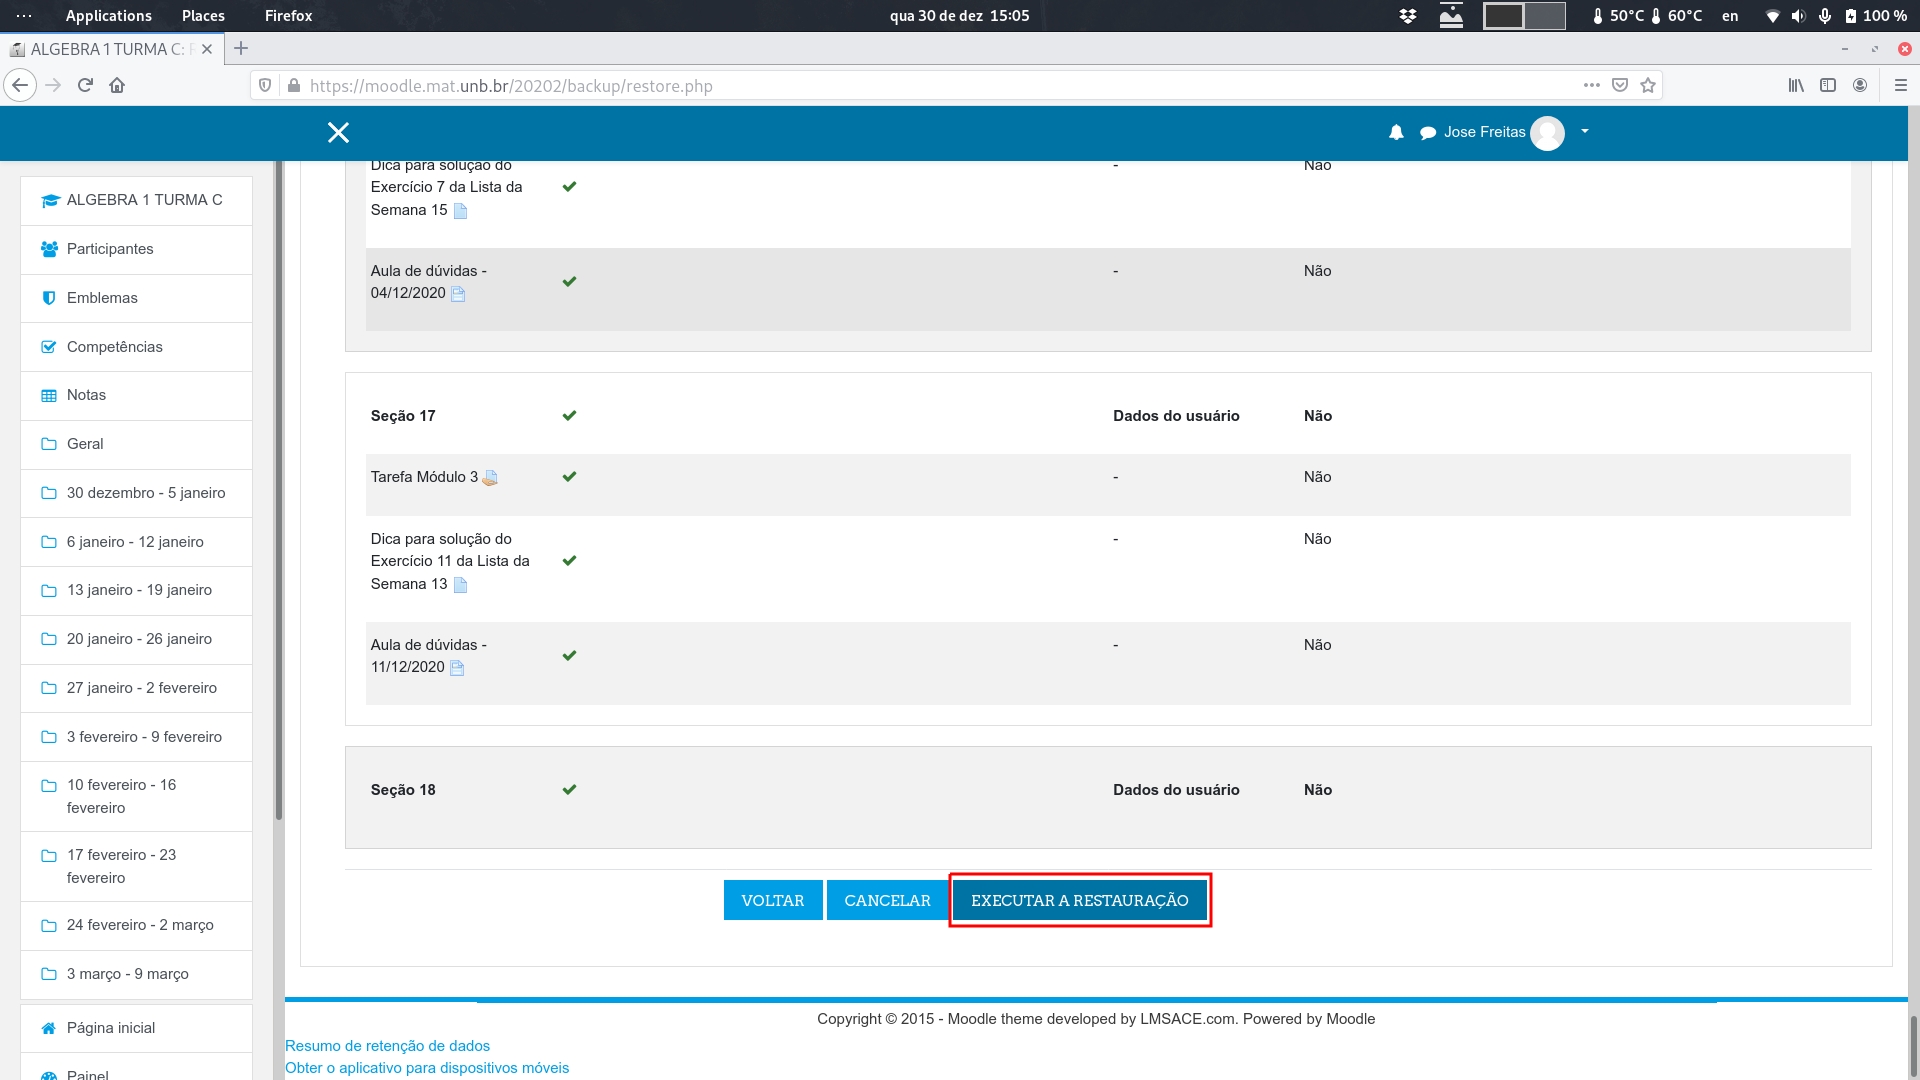 Applications Places Firefox qua 30 de dez 15:05 50°C 60°C en 100 %
ALGEBRA 1 TURMA C:
https://moodle.mat.unb.br/20202/backup/restore.php
Jose Freitas
ALGEBRA 1 TURMA C
Participantes
Emblemas
Competências
Notas
Geral
30 dezembro - 5 janeiro
6 janeiro - 12 janeiro
13 janeiro - 19 janeiro
20 janeiro - 26 janeiro
27 janeiro - 2 fevereiro
3 fevereiro - 9 fevereiro
10 fevereiro - 16
fevereiro
17 fevereiro - 23
fevereiro
24 fevereiro - 2 março
3 março - 9 março
Página inicial
Painel
Dica para solução do - Não
Exercício 7 da Lista da
Semana 15
Aula de dúvidas - - Não
04/12/2020
Seção 17 Dados do usuário Não
Tarefa Módulo 3 - Não
Dica para solução do - Não
Exercício 11 da Lista da
Semana 13
Aula de dúvidas - - Não
11/12/2020
Seção 18 Dados do usuário Não
VOLTAR CANCELAR EXECUTAR A RESTAURAÇÃO
Copyright © 2015 - Moodle theme developed by LMSACE.com. Powered by Moodle
Resumo de retenção de dados
Obter o aplicativo para dispositivos móveis